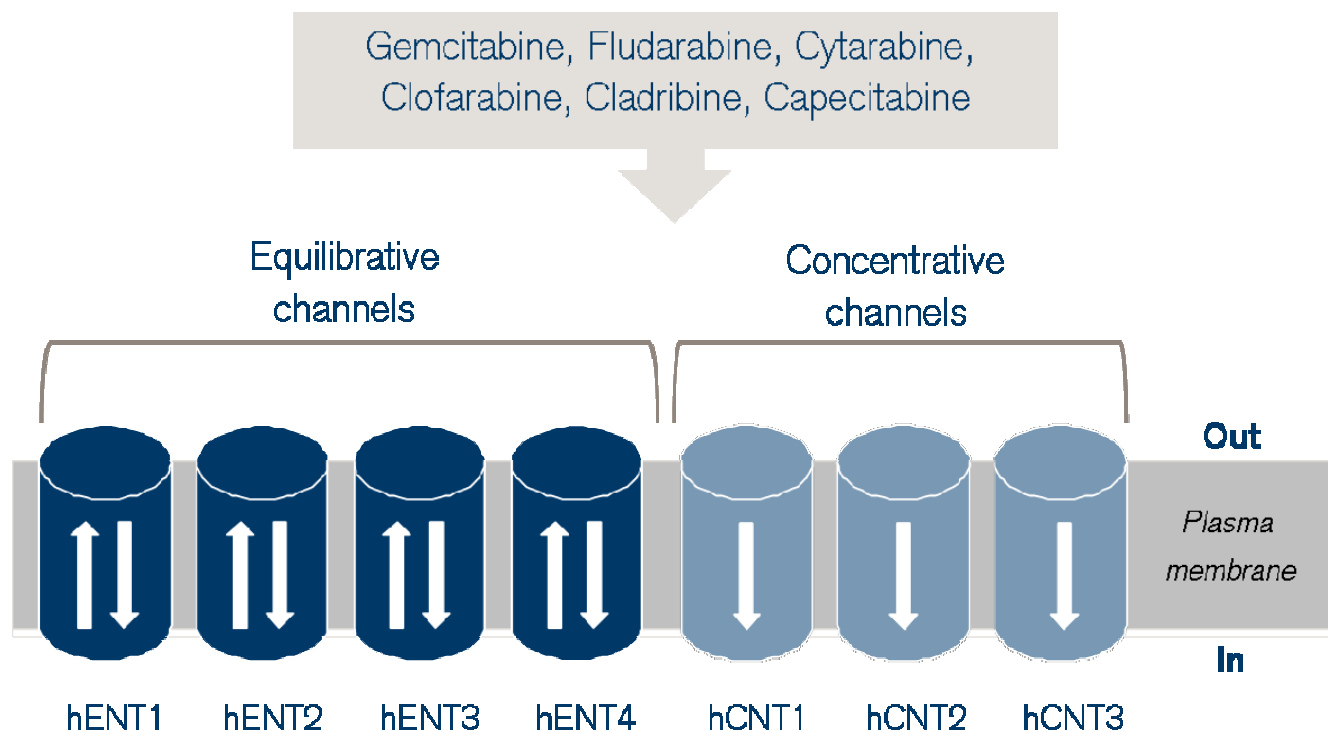 Gemcitabine, Fludarabine, Cytarabine,
Clofarabine, Cladribine, Capecitabine
Equilibrative
channels
Concentrative
channels
Out
Plasma
membrane
In
hENT1
hENT2
hENT3
hENT4
hCNT1
hCNT2
hCNT3